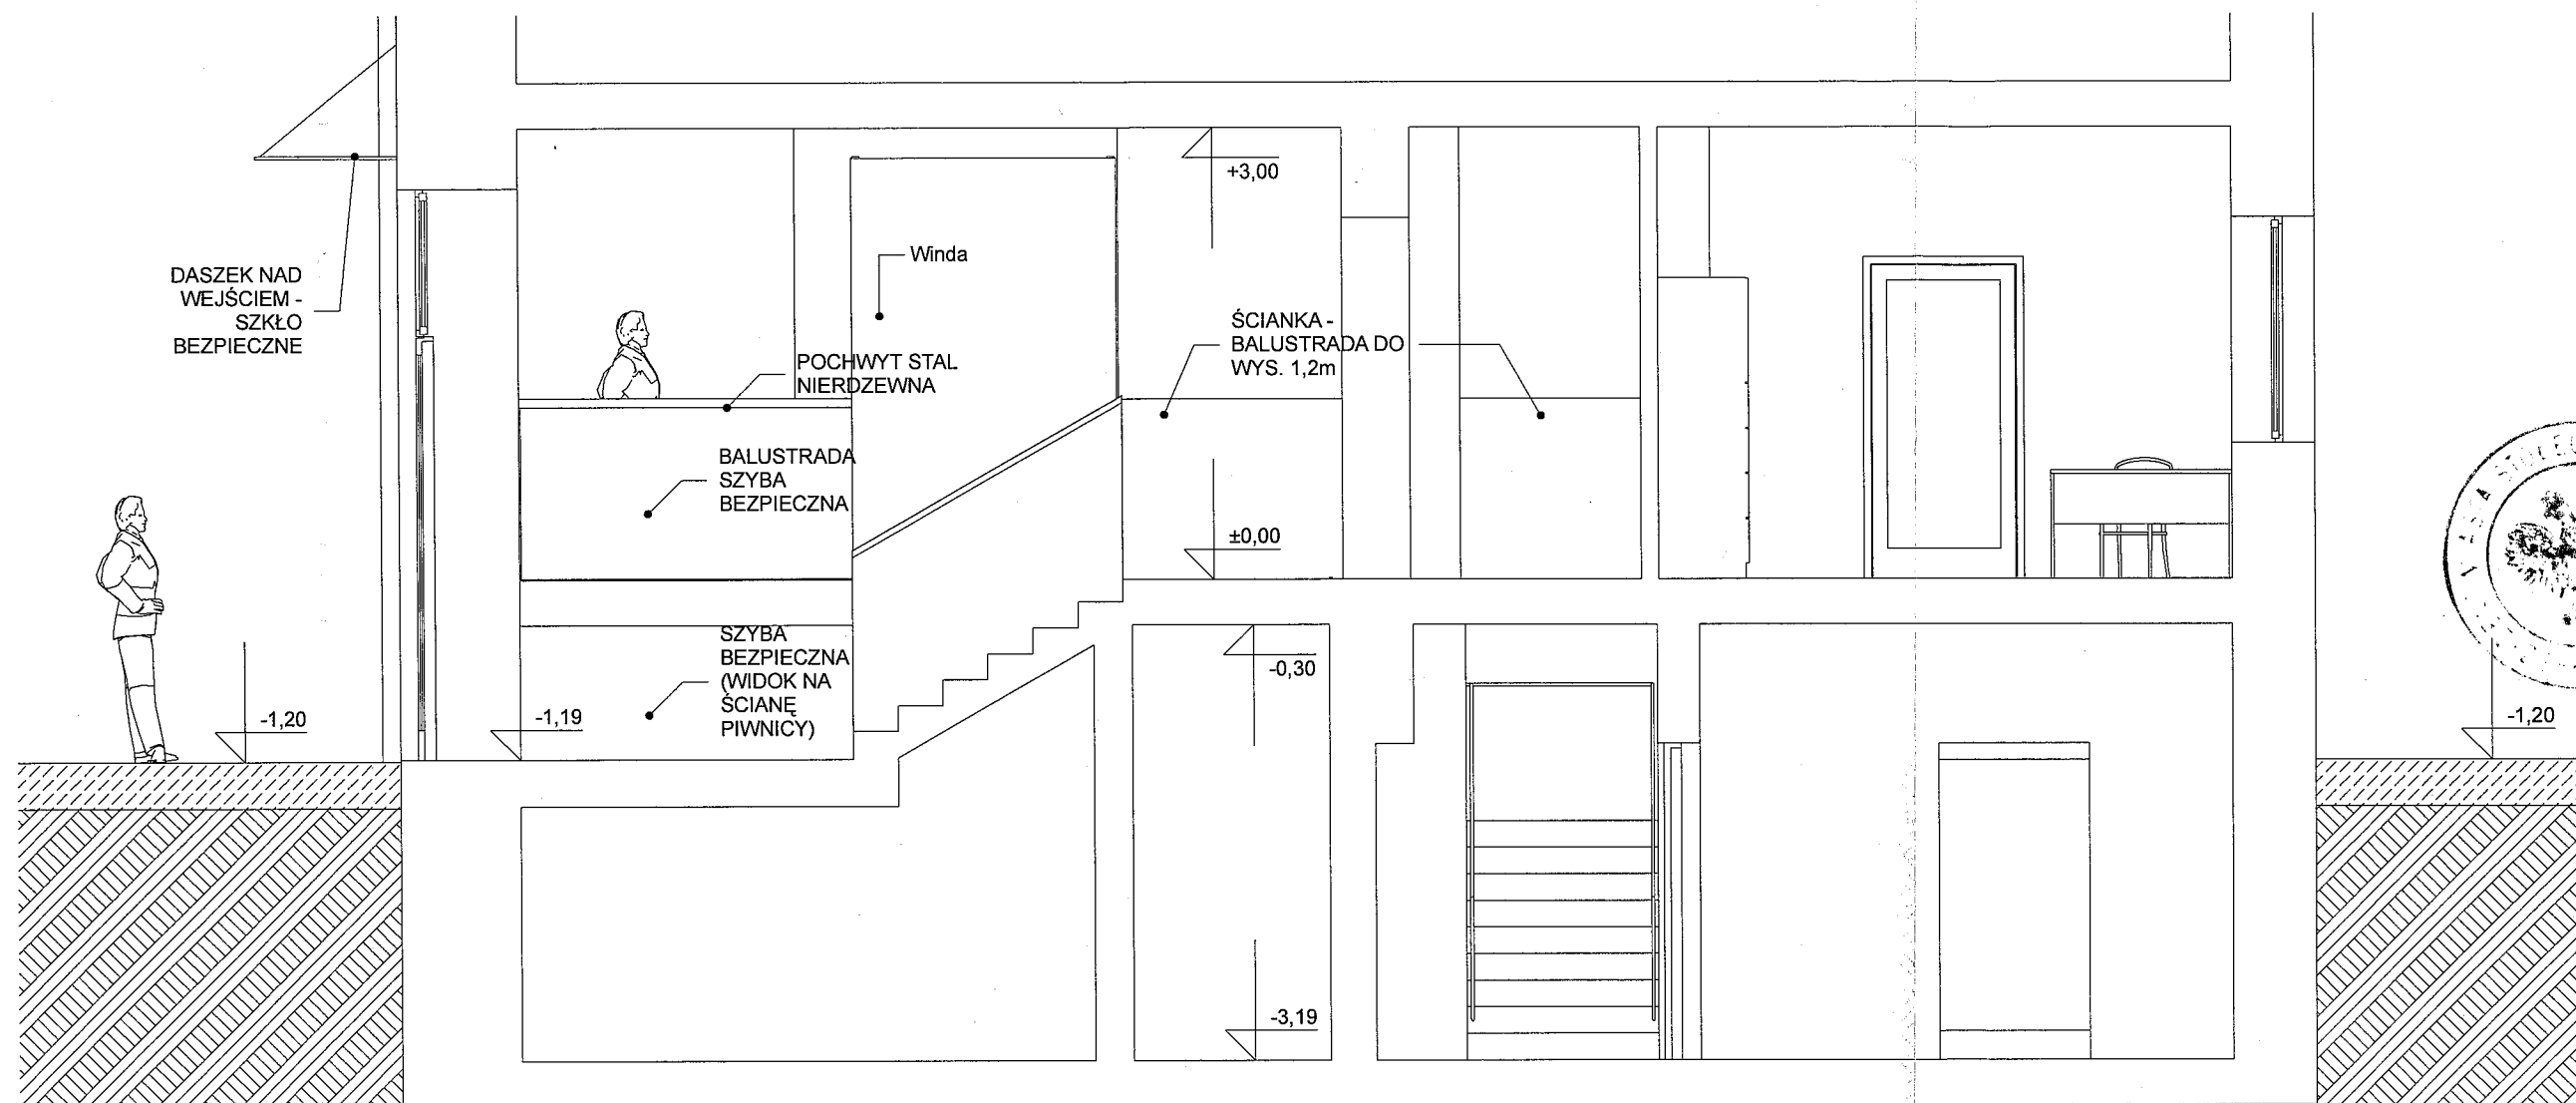 +3,00
Winda
DASZEK NAD
WEJŚCIEM -
SZKŁO
BEZPIECZNE
ŚCIANKA -
BALUSTRADA DO
WYS. 1,2m
POCHWYT STAL
NIERDZEWNA
BALUSTRADA
SZYBA
BEZPIECZNA
±0,00
SZYBA
BEZPIECZNA
(WIDOK NA
ŚCIANĘ
PIWNICY)
-0,30
-1,20
-1,19
-1,20
-3,19